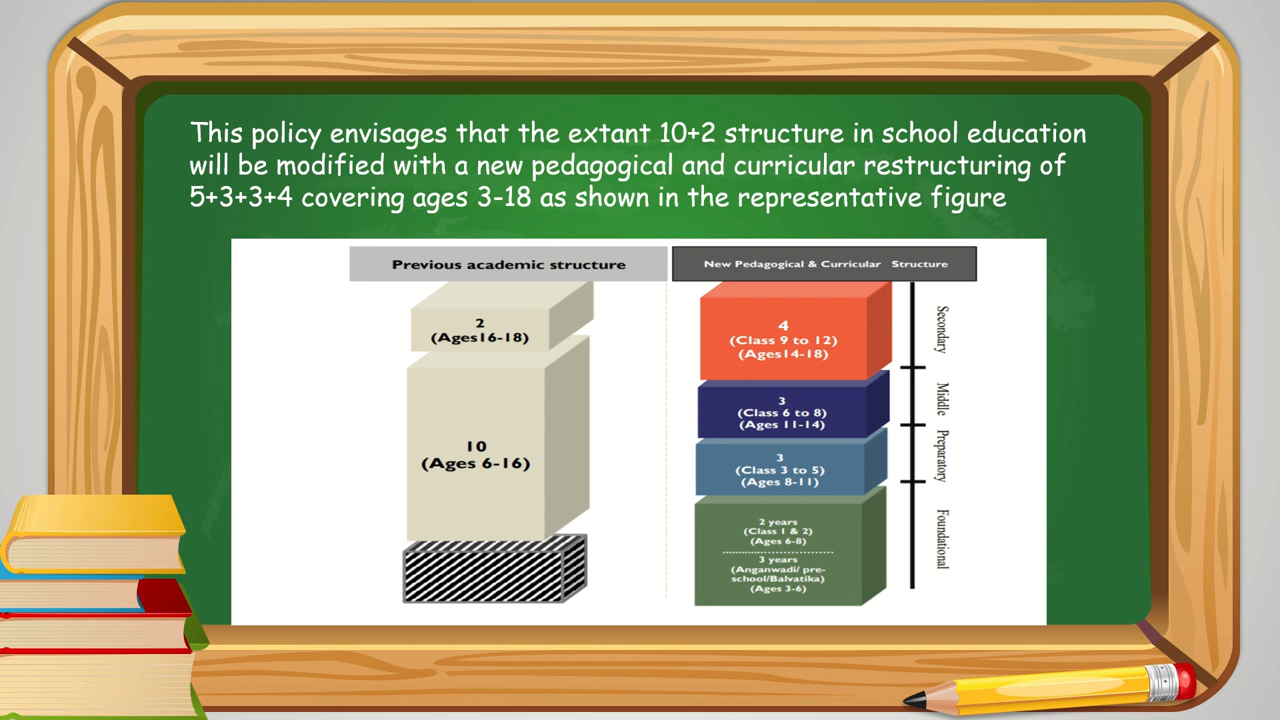 This policy envisages that the extant 10+2 structure in school education
will be modified with a new pedagogical and curricular restructuring of
5+3+3+4 covering ages 3-18 as shown in the representative figure
Previous academic structure
2
(Ages16-18)
10
(Ages 6-16)
New Pedagogical & Curricular Structure
4
(Class 9 to 12)
(Ages14-18)
Secondary
3
(Class 6 to 8)
(Ages 11-14)
Middle
3
(Class 3 to 5)
(Ages 8-11)
Preparatory
2 years
(Class 1 & 2)
(Ages 6-8)
3 years
(Anganwadi/ pre-
school/Balvatika)
(Ages 3-6)
Foundational